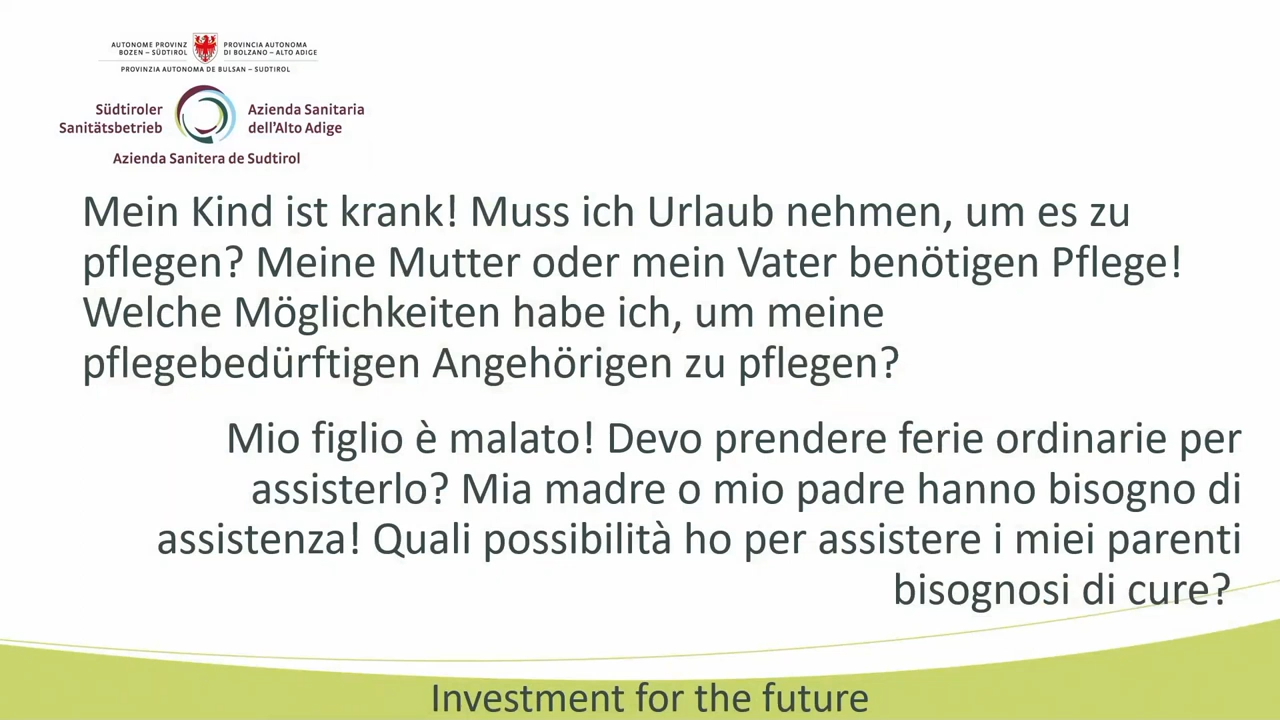 AUTONOME PROVINZ
BOZEN – SÜDTIROL
PROVINCIA AUTONOMA
DI BOLZANO – ALTO ADIGE
PROVINZIA AUTONOMA DE BULSAN – SUDTIROL
Südtiroler
Sanitätsbetrieb
Azienda Sanitaria
dell'Alto Adige
Azienda Sanitera de Sudtirol
Mein Kind ist krank! Muss ich Urlaub nehmen, um es zu
pflegen? Meine Mutter oder mein Vater benötigen Pflege!
Welche Möglichkeiten habe ich, um meine
pflegebedürftigen Angehörigen zu pflegen?
Mio figlio è malato! Devo prendere ferie ordinarie per
assisterlo? Mia madre o mio padre hanno bisogno di
assistenza! Quali possibilità ho per assistere i miei parenti
bisognosi di cure?
Investment for the future